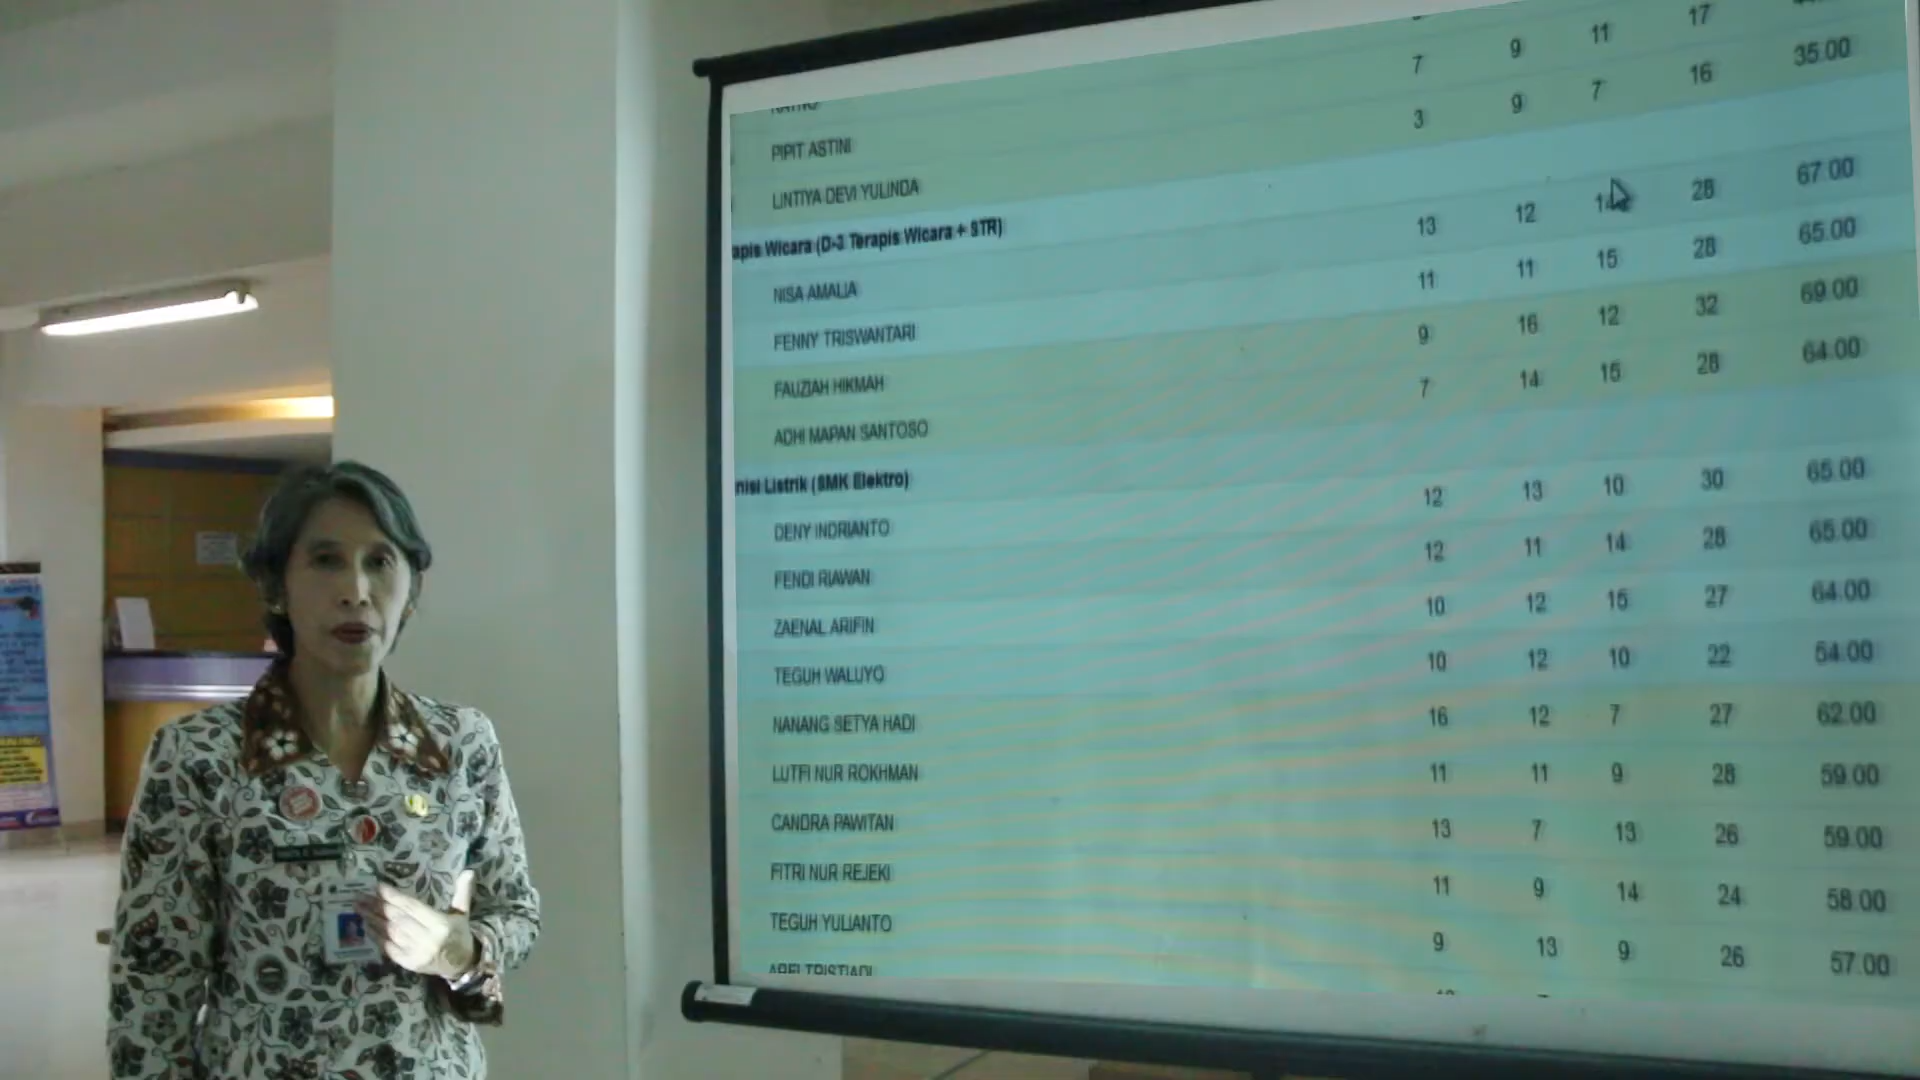 PIPIT ASTINI 7 9 11 17
LINTIYA DEVI YULINDA 3 9 7 16 35.00
apis Wicara (D-3 Terapis Wicara + STR)
NISA AMALIA 13 12 14 28 67.00
FENNY TRISWANTARI 11 11 15 28 65.00
FAUZIAH HIKMAH 9 16 12 32 69.00
ADHI MAPAN SANTOSO 7 14 15 28 64.00
nisi Listrik (SMK Elektro)
DENY INDRIANTO 12 13 10 30 65.00
FENDI RIAWAN 12 11 14 28 65.00
ZAENAL ARIFIN 10 12 15 27 64.00
TEGUH WALUYO 10 12 10 22 54.00
NANANG SETYA HADI 16 12 7 27 62.00
LUTFI NUR ROKHMAN 11 11 9 28 59.00
CANDRA PAWITAN 13 7 13 26 59.00
FITRI NUR REJEKI 11 9 14 24 58.00
TEGUH YULIANTO 9 13 9 26 57.00